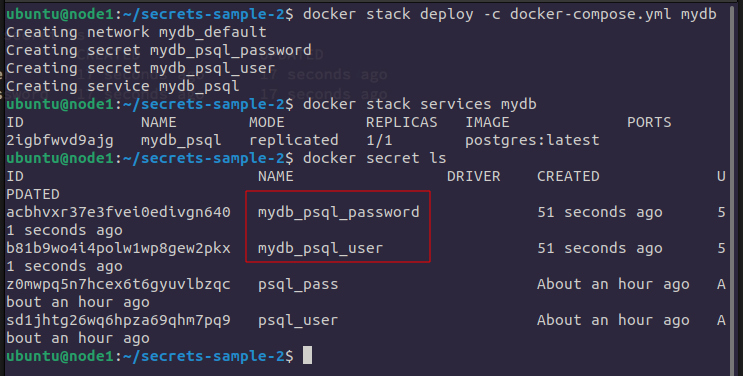 ubuntu@node1:~/secrets-sample-2$ docker stack deploy -c docker-compose.yml mydb
Creating network mydb_default
Creating secret mydb_psql_password
Creating secret mydb_psql_user
Creating service mydb_psql
ubuntu@node1:~/secrets-sample-2$ docker stack services mydb
ID NAME MODE REPLICAS IMAGE PORTS
2igbfwvd9ajg mydb_psql replicated 1/1 postgres:latest
ubuntu@node1:~/secrets-sample-2$ docker secret ls
ID NAME DRIVER CREATED U
PDATED
acbhvxr37e3fvei0edivgn640 mydb_psql_password 51 seconds ago 5
1 seconds ago
b81b9wo4i4polw1wp8gew2pkx mydb_psql_user 51 seconds ago 5
1 seconds ago
z0mwpq5n7hcex6t6gyuvlbzqc psql_pass About an hour ago A
bout an hour ago
sd1jhtg26wq6hpza69qhm7pq9 psql_user About an hour ago A
bout an hour ago
ubuntu@node1:~/secrets-sample-2$